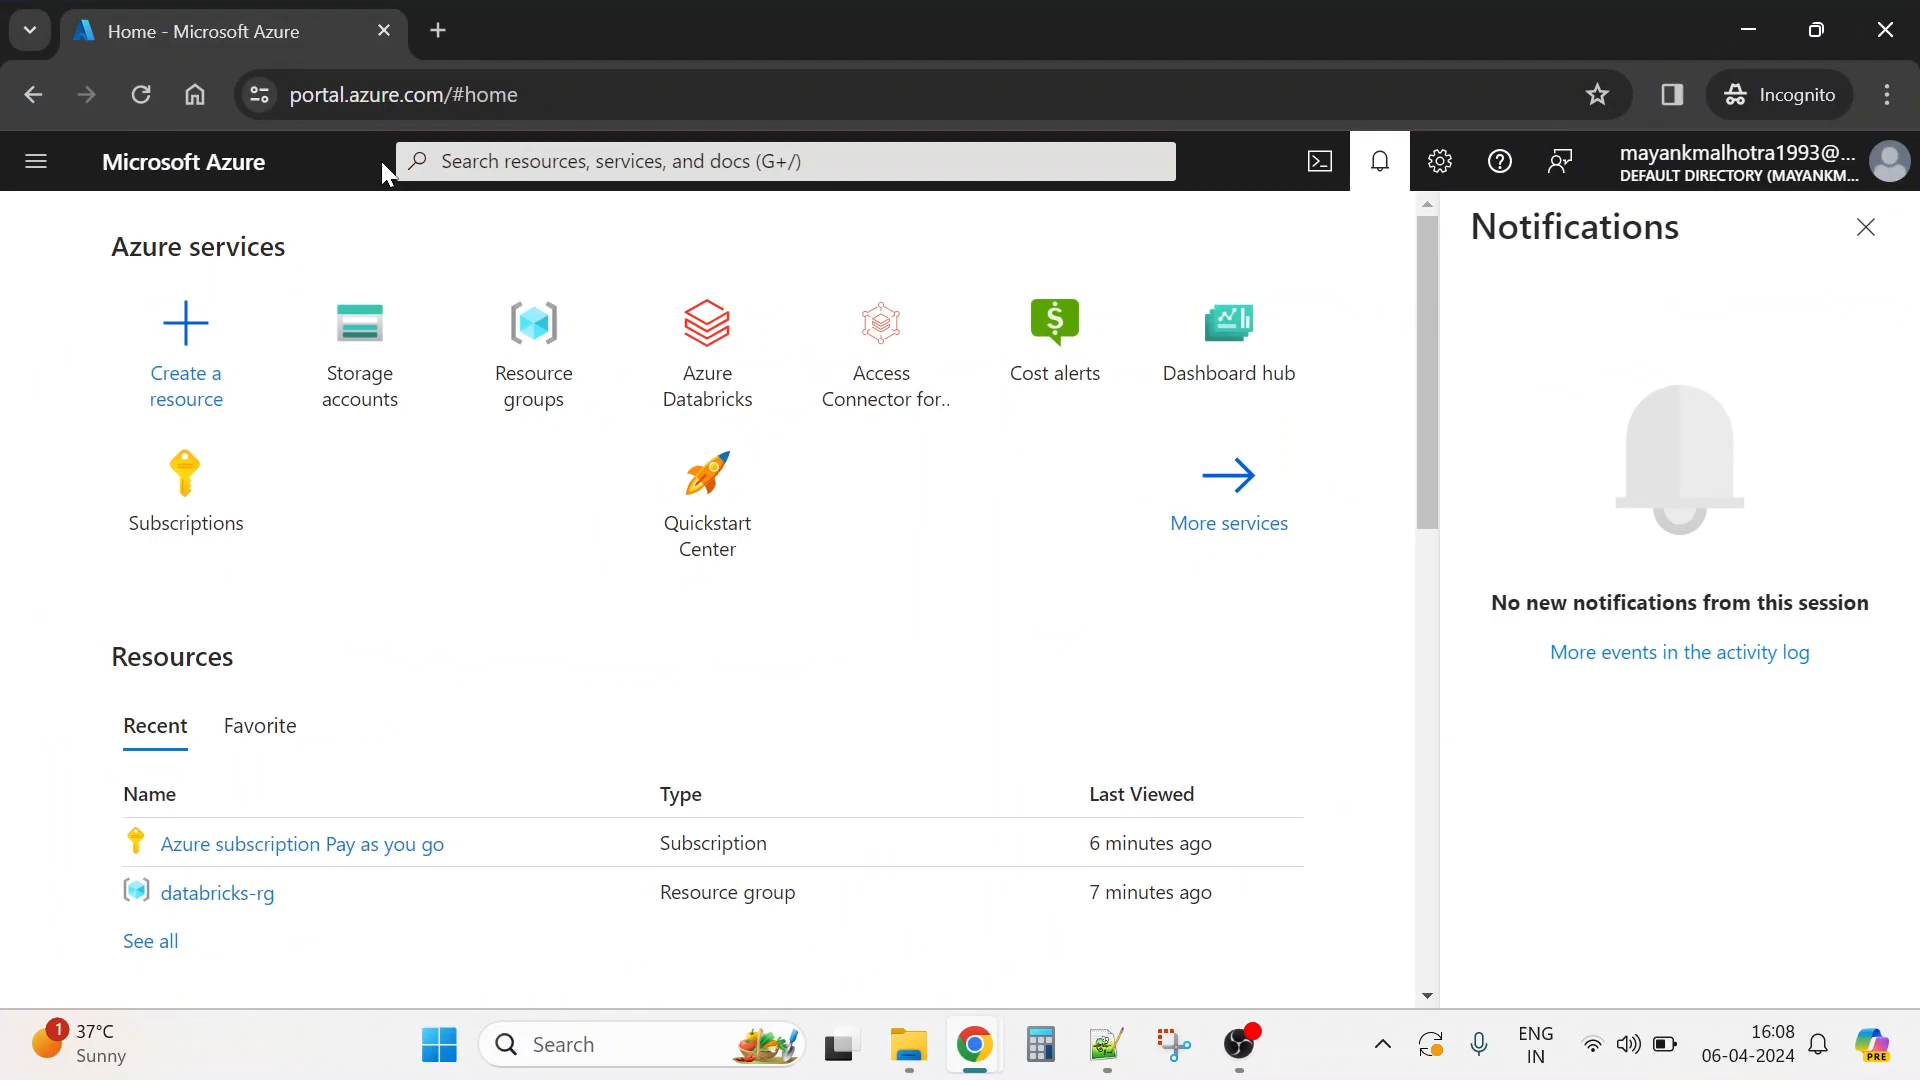 Home - Microsoft Azure
portal.azure.com/#home
Incognito
Microsoft Azure
Search resources, services, and docs (G+/)
mayankmalhotra1993@...
DEFAULT DIRECTORY (MAYANKM...
Azure services
Create a
resource
Storage
accounts
Resource
groups
Azure
Databricks
Access
Connector for..
Cost alerts
Dashboard hub
Subscriptions
Quickstart
Center
More services
Resources
Recent
Favorite
Name
Type
Last Viewed
Azure subscription Pay as you go
Subscription
6 minutes ago
databricks-rg
Resource group
7 minutes ago
See all
Notifications
No new notifications from this session
More events in the activity log
1
37°C
Sunny
Search
ENG
IN
16:08
06-04-2024
PRE